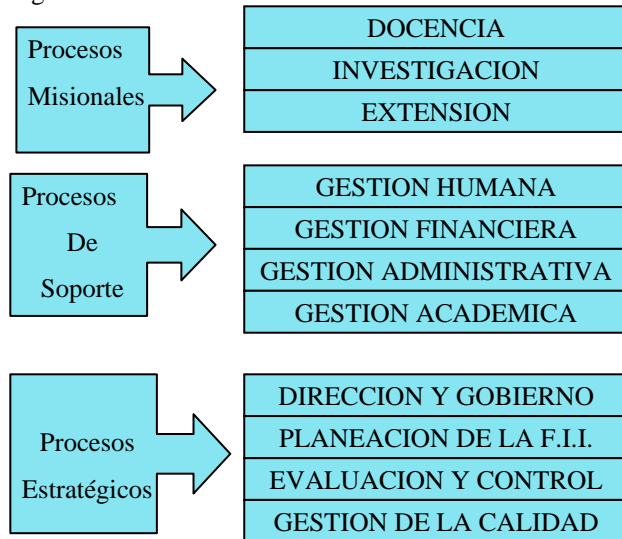 Procesos
Misionales
DOCENCIA
INVESTIGACION
EXTENSION
Procesos
De
Soporte
GESTION HUMANA
GESTION FINANCIERA
GESTION ADMINISTRATIVA
GESTION ACADEMICA
Procesos
Estratégicos
DIRECCION Y GOBIERNO
PLANEACION DE LA F.I.I.
EVALUACION Y CONTROL
GESTION DE LA CALIDAD